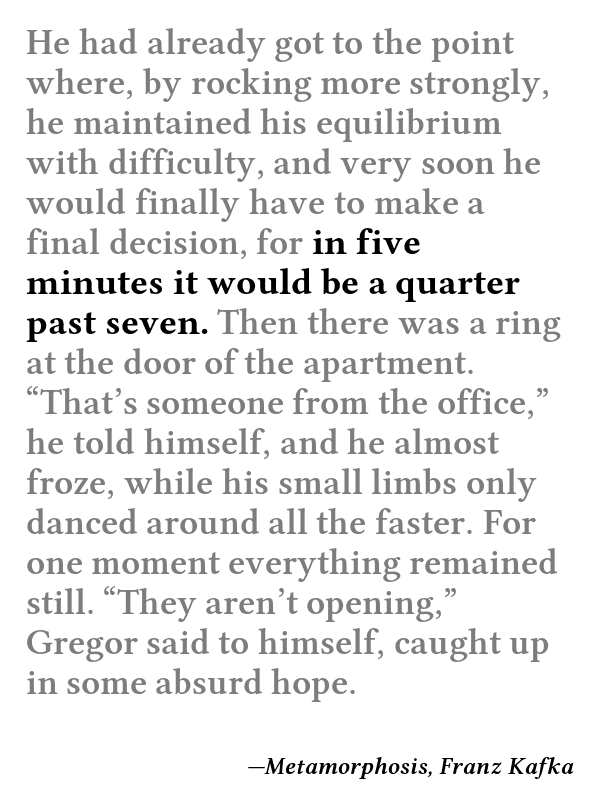 He had already got to the point
where, by rocking more strongly,
he maintained his equilibrium
with difficulty, and very soon he
would finally have to make a
final decision, for in five
minutes it would be a quarter
past seven. Then there was a ring
at the door of the apartment.
“That’s someone from the office,”
he told himself, and he almost
froze, while his small limbs only
danced around all the faster. For
one moment everything remained
still. “They aren’t opening,”
Gregor said to himself, caught up
in some absurd hope.
—Metamorphosis, Franz Kafka